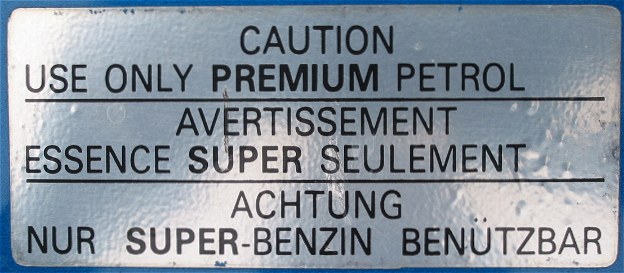 CAUTION
USE ONLY PREMIUM PETROL
AVERTISSEMENT
ESSENCE SUPER SEULEMENT
ACHTUNG
NUR SUPER-BENZIN BENÜTZBAR